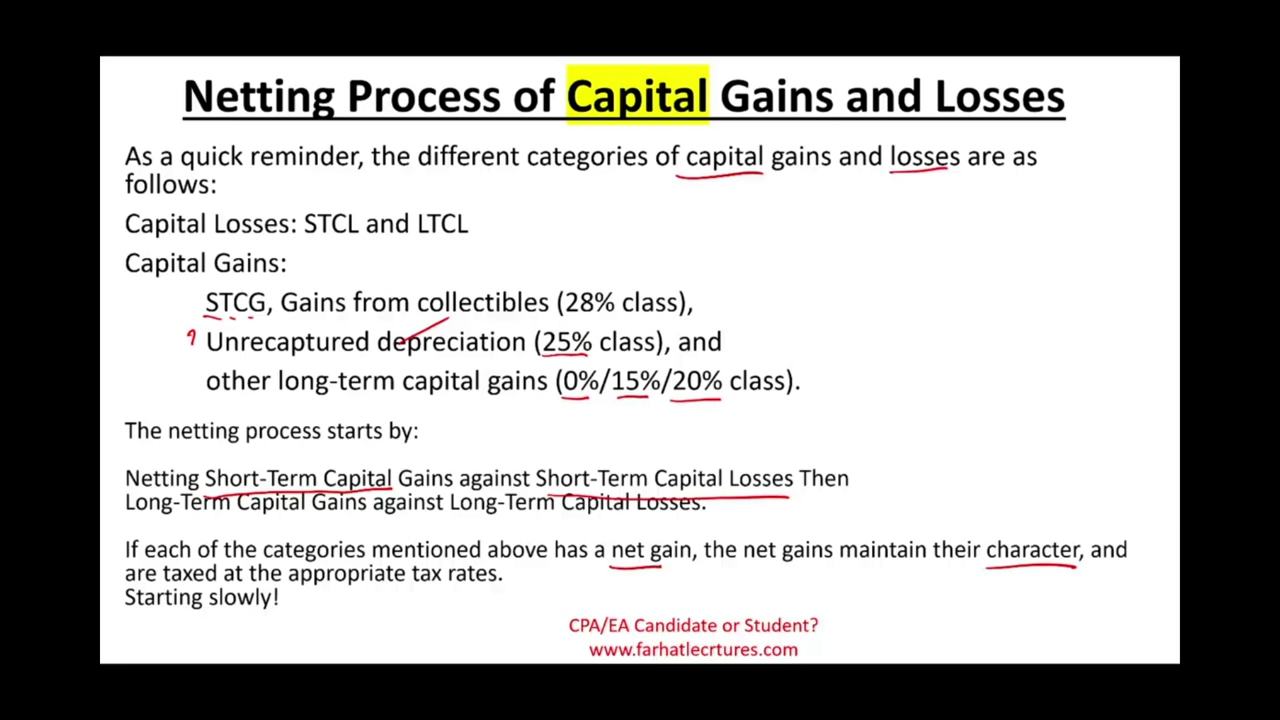 Netting Process of Capital Gains and Losses
As a quick reminder, the different categories of capital gains and losses are as
follows:
Capital Losses: STCL and LTCL
Capital Gains:
STCG, Gains from collectibles (28% class),
Unrecaptured depreciation (25% class), and
other long-term capital gains (0%/15%/20% class).
The netting process starts by:
Netting Short-Term Capital Gains against Short-Term Capital Losses Then
Long-Term Capital Gains against Long-Term Capital Losses.
If each of the categories mentioned above has a net gain, the net gains maintain their character, and
are taxed at the appropriate tax rates.
Starting slowly!
CPA/EA Candidate or Student?
www.farhatlecrtures.com